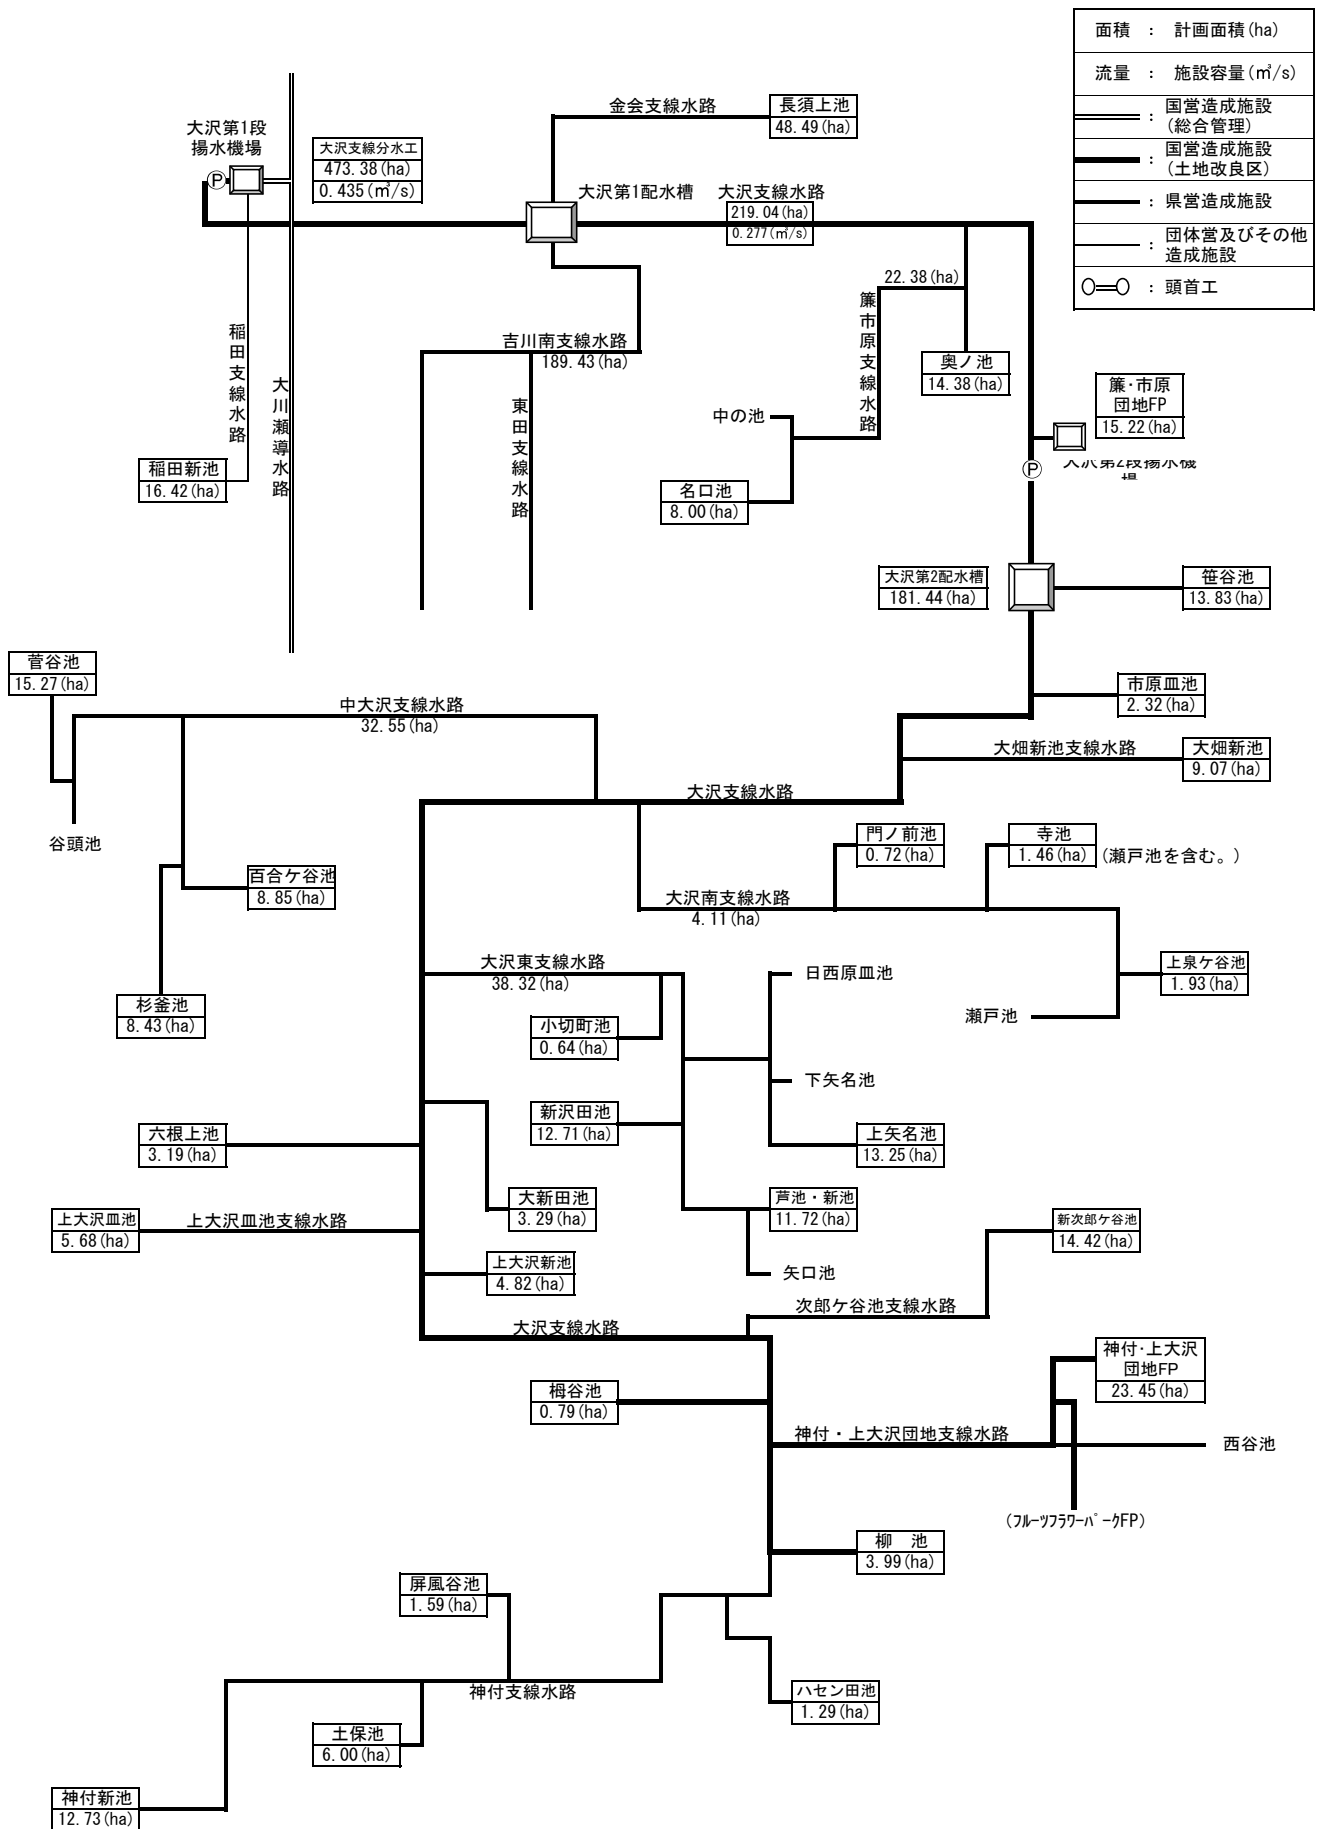 面積 : 計画面積(ha)
流量 : 施設容量(㎥/s)
: 国営造成施設
(総合管理)
: 国営造成施設
(土地改良区)
: 県営造成施設
: 団体営及びその他
造成施設
: 頭首工
金会支線水路
長須上池
48.49(ha)
大沢第1段
揚水機場
P
大沢支線分水工
473.38(ha)
0.435(㎥/s)
大沢第1配水槽
大沢支線水路
219.04(ha)
0.277(㎥/s)
22.38(ha)
簾市原支線水路
吉川南支線水路
189.43(ha)
奥ノ池
14.38(ha)
簾・市原
団地FP
15.22(ha)
稲田支線水路
大川瀬導水路
東田支線水路
中の池
P
大沢第2段揚水機
稲田新池
16.42(ha)
名口池
8.00(ha)
大沢第2配水槽
181.44(ha)
笹谷池
13.83(ha)
菅谷池
15.27(ha)
市原皿池
2.32(ha)
中大沢支線水路
32.55(ha)
大畑新池支線水路
大畑新池
9.07(ha)
大沢支線水路
谷頭池
門ノ前池
0.72(ha)
寺池
1.46(ha)
(瀬戸池を含む。)
百合ケ谷池
8.85(ha)
大沢南支線水路
4.11(ha)
大沢東支線水路
38.32(ha)
日西原皿池
上泉ケ谷池
1.93(ha)
杉釜池
8.43(ha)
小切町池
0.64(ha)
瀬戸池
下矢名池
新沢田池
12.71(ha)
六根上池
3.19(ha)
上矢名池
13.25(ha)
大新田池
3.29(ha)
芦池・新池
11.72(ha)
上大沢皿池
5.68(ha)
上大沢皿池支線水路
新次郎ケ谷池
14.42(ha)
上大沢新池
4.82(ha)
矢口池
次郎ケ谷池支線水路
大沢支線水路
神付・上大沢
団地FP
23.45(ha)
栂谷池
0.79(ha)
神付・上大沢団地支線水路
西谷池
(フルーツフラワーパークFP)
柳 池
3.99(ha)
屏風谷池
1.59(ha)
神付支線水路
ハセン田池
1.29(ha)
土保池
6.00(ha)
神付新池
12.73(ha)